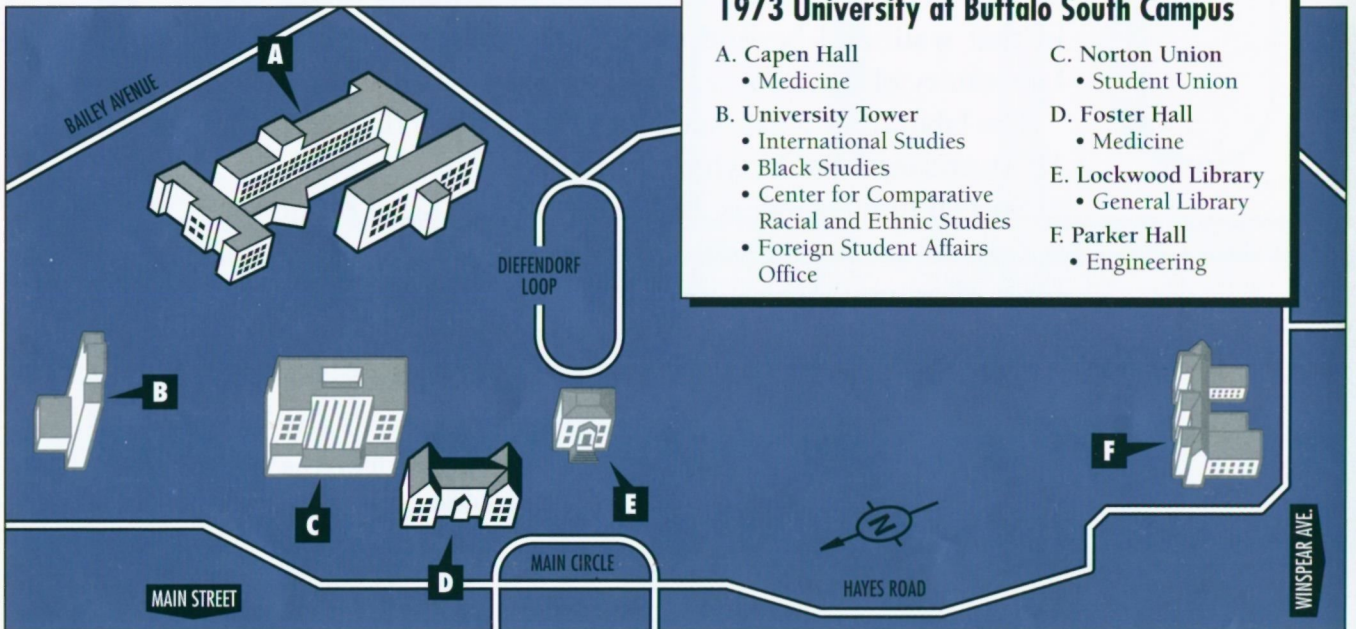 1973 University at Buffalo South Campus
A. Capen Hall
• Medicine
B. University Tower
• International Studies
• Black Studies
• Center for Comparative
Racial and Ethnic Studies
• Foreign Student Affairs
Office
C. Norton Union
• Student Union
D. Foster Hall
• Medicine
E. Lockwood Library
• General Library
F. Parker Hall
• Engineering
A
BAILEY AVENUE
DIEFENDORF
LOOP
B
C
D
E
F
N
MAIN CIRCLE
MAIN STREET
HAYES ROAD
WINSPEAR AVE.